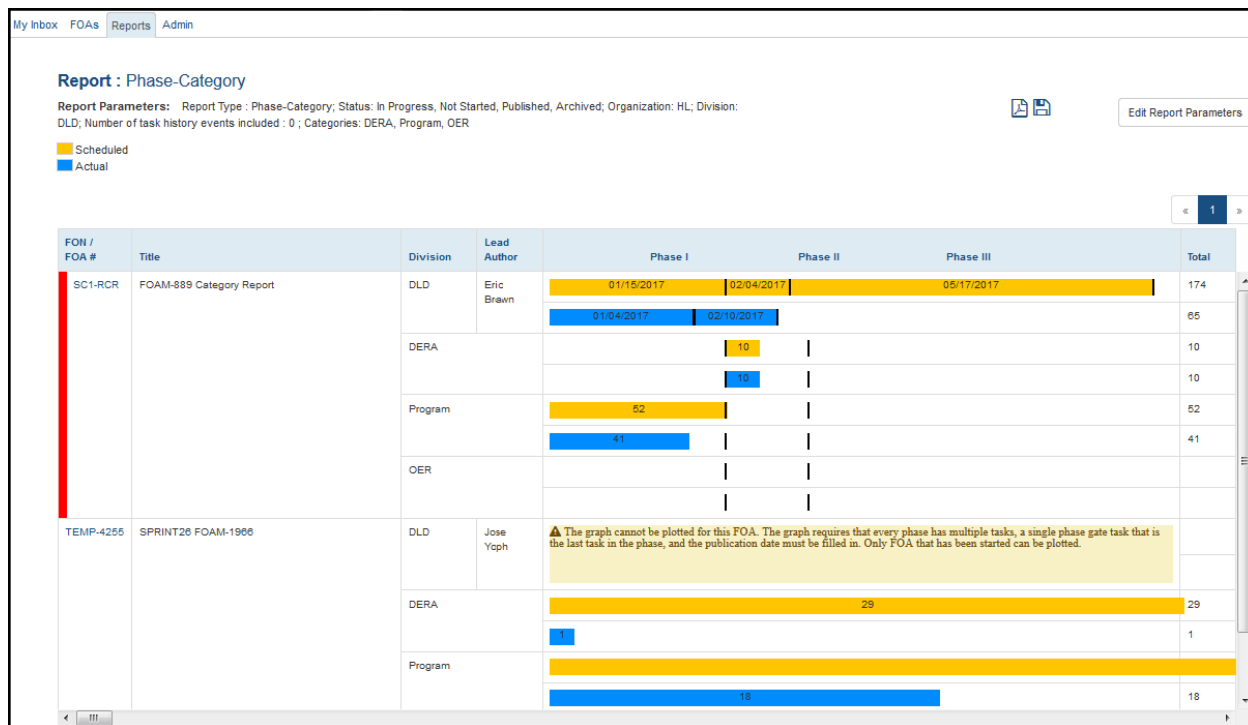 My Inbox FOAs Reports Admin
Report : Phase-Category
Report Parameters: Report Type : Phase-Category; Status: In Progress, Not Started, Published, Archived; Organization: HL; Division:
DLD; Number of task history events included : 0 ; Categories: DERA, Program, OER
Edit Report Parameters
Scheduled
Actual
« 1 »
FON /
FOA #
Title
Division
Lead
Author
Phase I
Phase II
Phase III
Total
SC1-RCR
FOAM-889 Category Report
DLD
Eric
Brawn
01/15/2017 02/04/2017 05/17/2017 174
01/04/2017 02/10/2017 65
DERA
10 10
10 10
Program
52 52
41 41
OER
TEMP-4255
SPRINT26 FOAM-1966
DLD
Jose
Yoph
The graph cannot be plotted for this FOA. The graph requires that every phase has multiple tasks, a single phase gate task that is
the last task in the phase, and the publication date must be filled in. Only FOA that has been started can be plotted.
DERA
29 29
1 1
Program
18 18